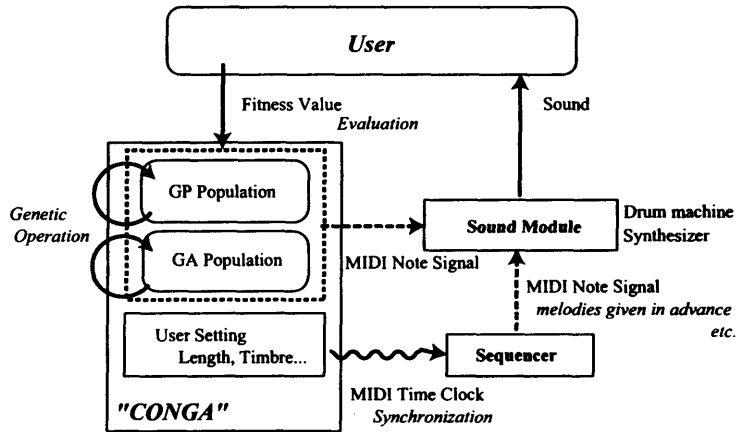 User
Fitness Value
Evaluation
Sound
GP Population
Genetic
Operation
GA Population
MIDI Note Signal
Sound Module
Drum machine
Synthesizer
MIDI Note Signal
melodies given in advance
etc.
User Setting
Length, Timbre...
Sequencer
MIDI Time Clock
Synchronization
"CONGA"